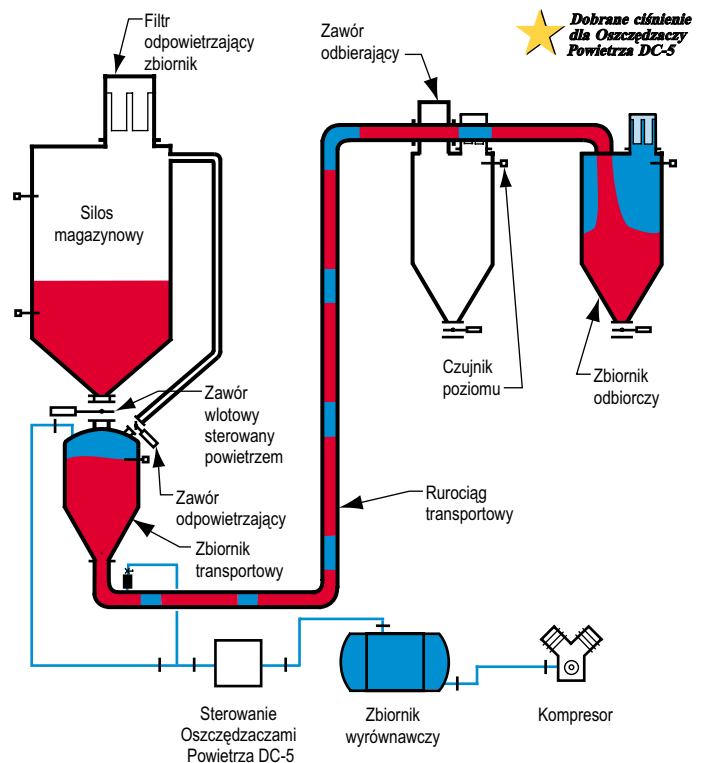 Filtr
odpowietrzający
zbiornik
Zawór
odbierający
Dobrane ciśnienie
dla Oszczędzaczy
Powietrza DC-5
Silos
magazynowy
Zawór
wlotowy
sterowany
powietrzem
Czujnik
poziomu
Zbiornik
odbiorczy
Zawór
odpowietrzający
Rurociąg
transportowy
Zbiornik
transportowy
Sterowanie
Oszczędzaczami
Powietrza DC-5
Zbiornik
wyrównawczy
Kompresor